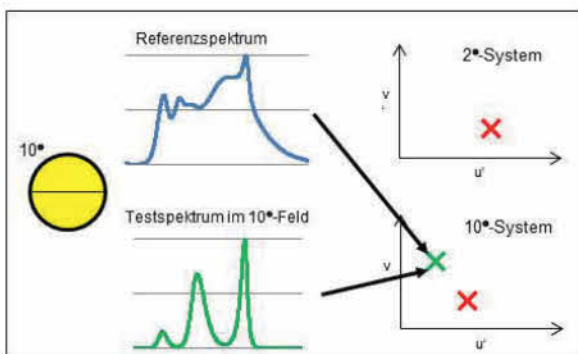 Referenzspektrum
2•-System
v'
u'
10•
Testspektrum im 10•-Feld
10•-System
v
u'